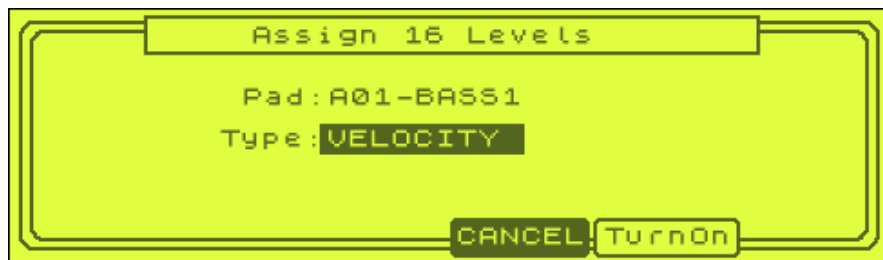 Assign 16 Levels
Pad:A01-BASS1
Type:VELOCITY
CANCEL TurnOn